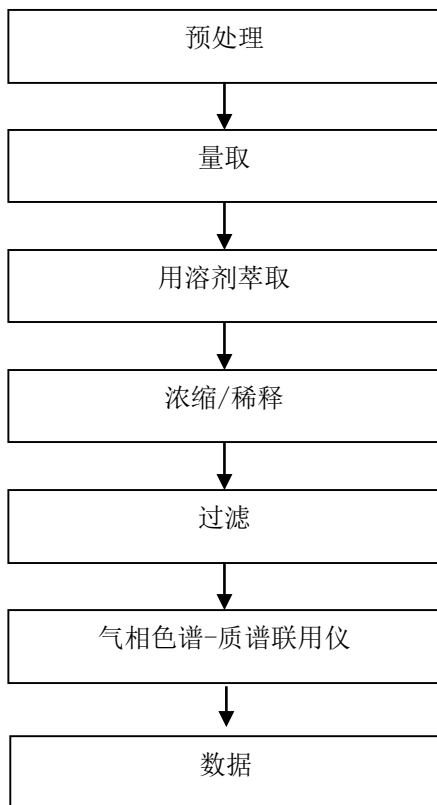 预处理
量取
用溶剂萃取
浓缩/稀释
过滤
气相色谱-质谱联用仪
数据